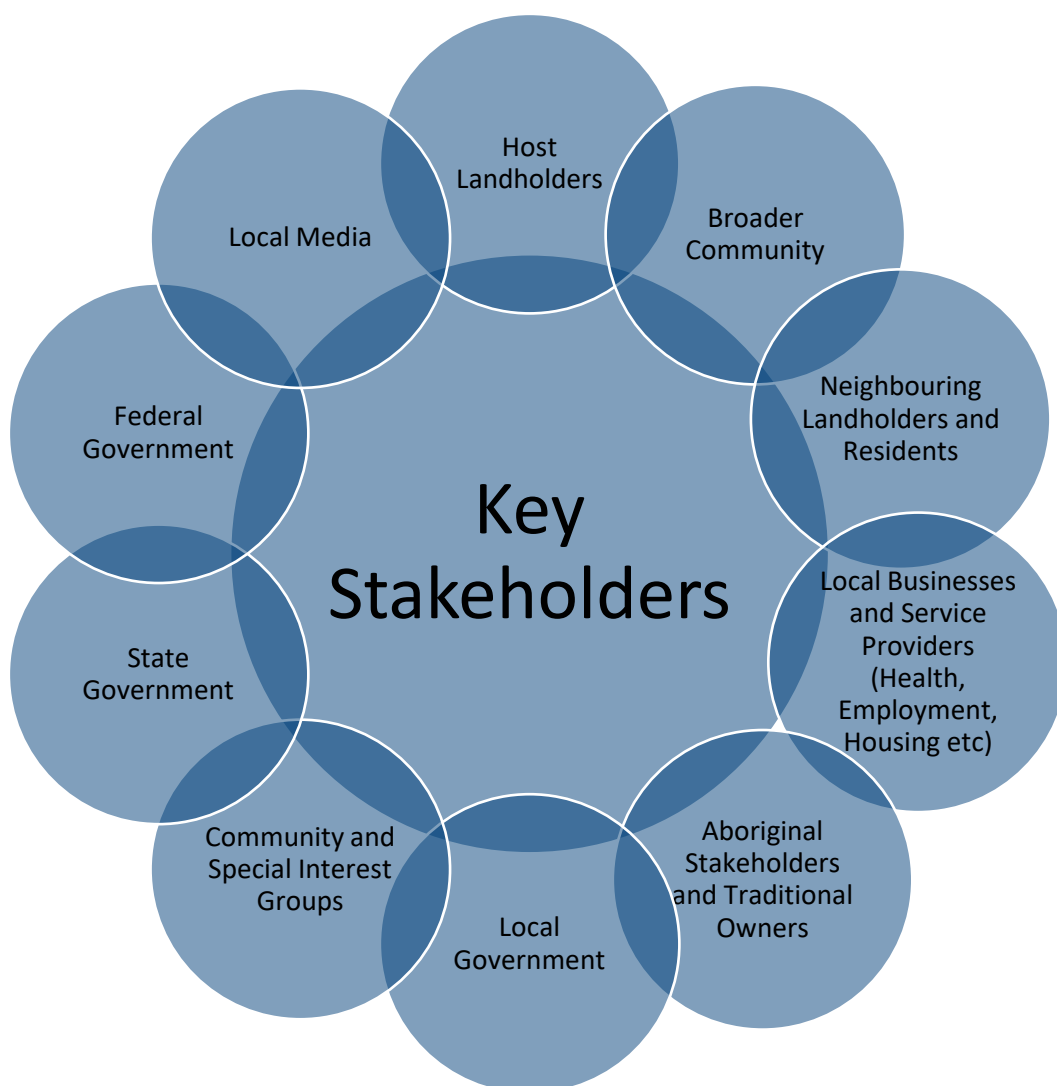 Host
Landholders
Broader
Community
Neighbouring
Landholders and
Residents
Local Businesses
and Service
Providers
(Health,
Employment,
Housing etc)
Aboriginal
Stakeholders
and Traditional
Owners
Local
Government
Community and
Special Interest
Groups
State
Government
Federal
Government
Local Media
Key
Stakeholders